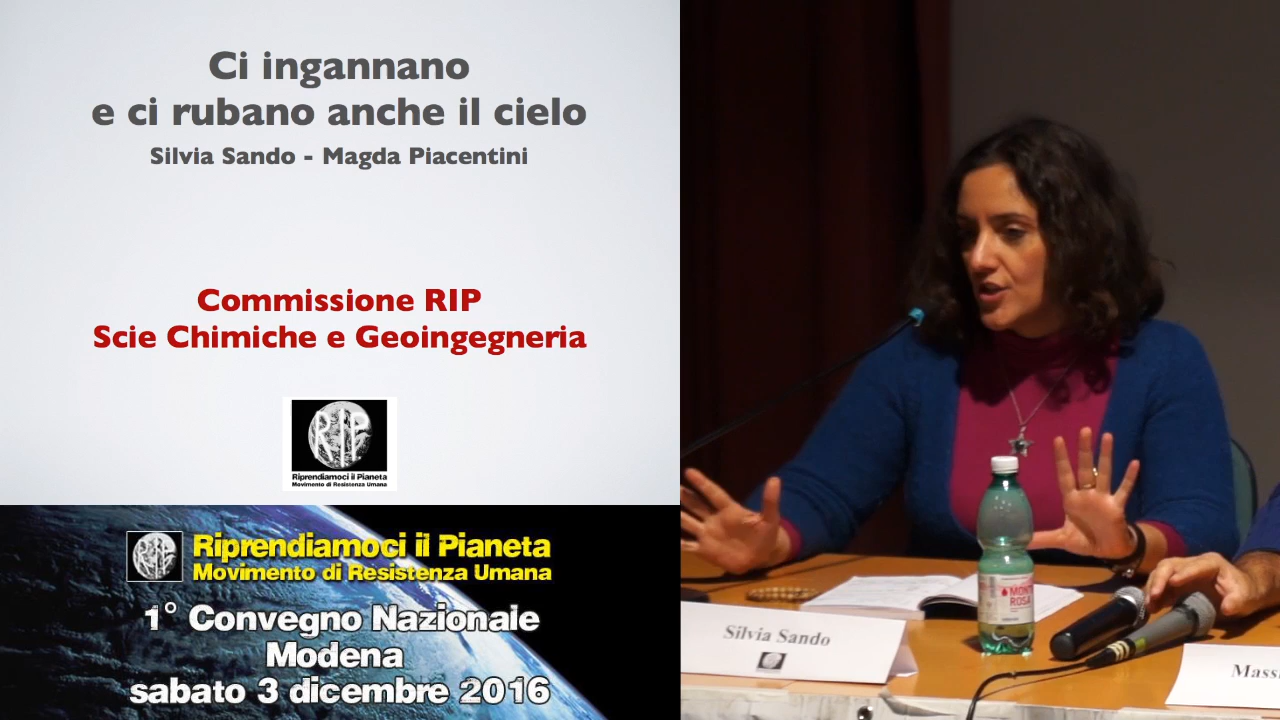 Ci ingannano
e ci rubano anche il cielo
Silvia Sando - Magda Piacentini
Commissione RIP
Scie Chimiche e Geoingegneria
RIP
Riprendiamoci il Pianeta
Movimento di Resistenza Umana
RIP
Riprendiamoci il Pianeta
Movimento di Resistenza Umana
1° Convegno Nazionale
Modena
sabato 3 dicembre 2016
MONTE
ROSA
Silvia Sando